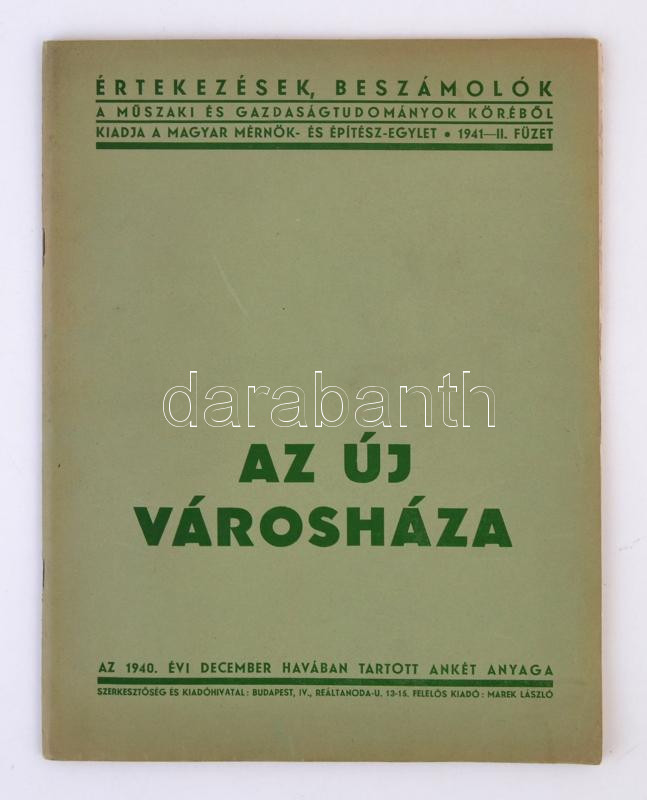 ÉRTEKEZÉSEK, BESZÁMOLÓK
A MŰSZAKI ÉS GAZDASÁGTUDOMÁNYOK KÖRÉBŐL
KIADJA A MAGYAR MÉRNÖK- ÉS ÉPÍTÉSZ-EGYLET • 1941—II. FÜZET
darabanth
AZ ÚJ
VÁROSHÁZA
AZ 1940. ÉVI DECEMBER HAVÁBAN TARTOTT ANKÉT ANYAGA
SZERKESZTŐSÉG ÉS KIADÓHIVATAL: BUDAPEST, IV., REÁLTANODA-U. 13-15. FELELŐS KIADÓ: MAREK LÁSZLÓ